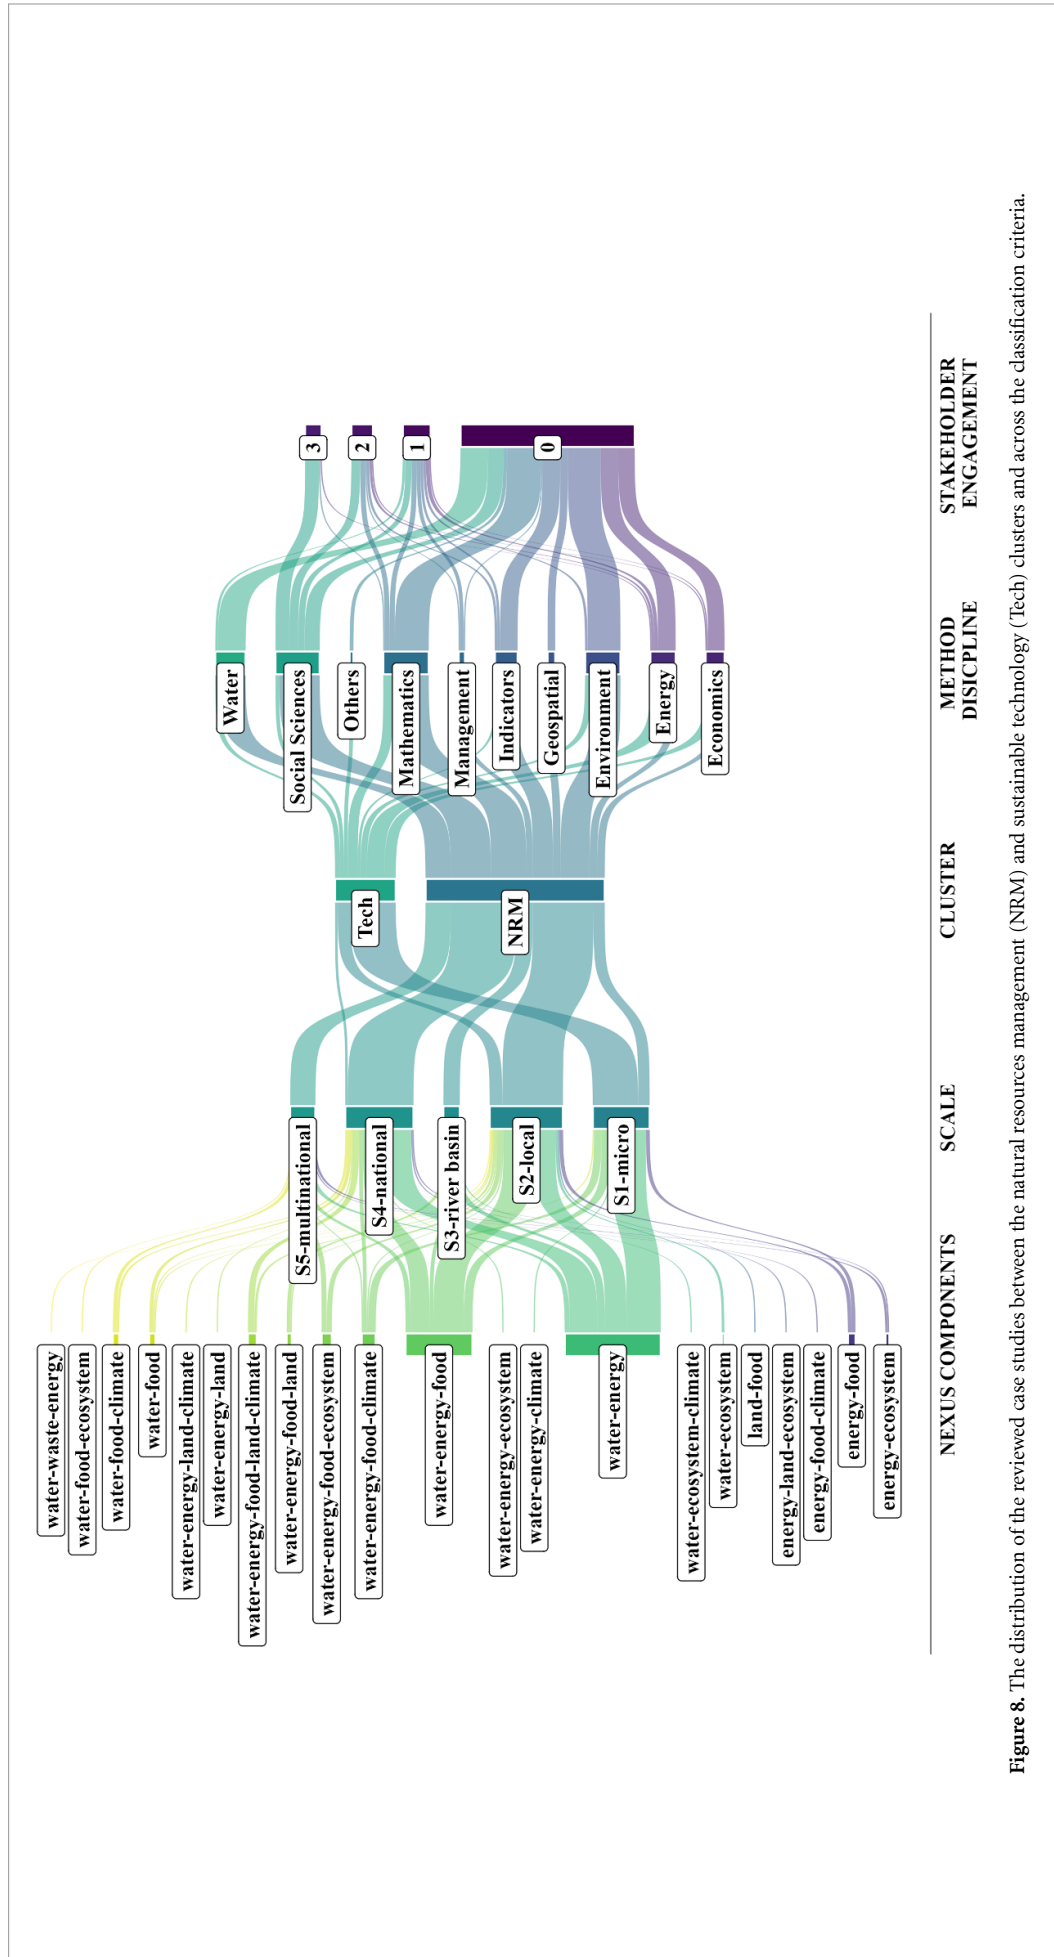 water-waste-energy
water-food-ecosystem
water-food-climate
water-food
water-energy-land-climate
water-energy-land
water-energy-food-land-climate
water-energy-food-land
water-energy-food-ecosystem
water-energy-food-climate
water-energy-food
water-energy-ecosystem
water-energy-climate
water-energy
water-ecosystem-climate
water-ecosystem
land-food
energy-land-ecosystem
energy-food-climate
energy-food
energy-ecosystem
S5-multinational
S4-national
S3-river basin
S2-local
S1-micro
Tech
NRM
Water
Social Sciences
Others
Mathematics
Management
Indicators
Geospatial
Environment
Energy
Economics
3
2
1
0
NEXUS COMPONENTS
SCALE
CLUSTER
METHOD
DISICPLINE
STAKEHOLDER
ENGAGEMENT
Figure 8. The distribution of the reviewed case studies between the natural resources management (NRM) and sustainable technology (Tech) clusters and across the classification criteria.